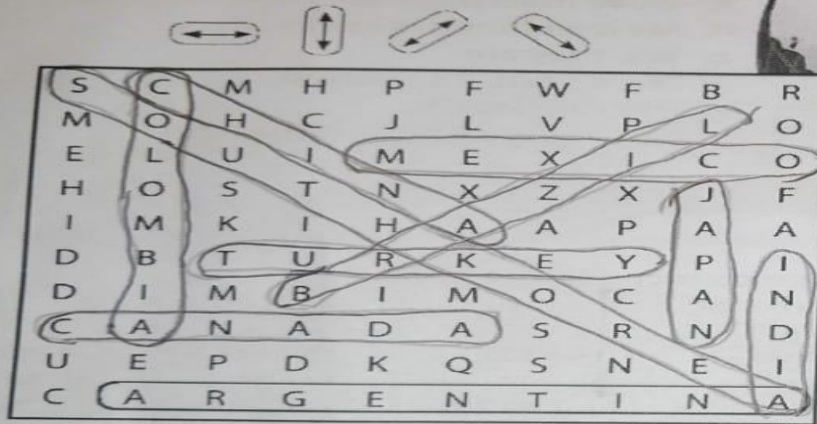 S C M H P F W F B R
M O H C J L V P L O
E L U I M E X I C O
H O S T N X Z X J F
I M K I H A A P A A
D B T U R K E Y P I
D I M B I M O C A N
C A N A D A S R N D
U E P D K Q S N E I
C A R G E N T I N A